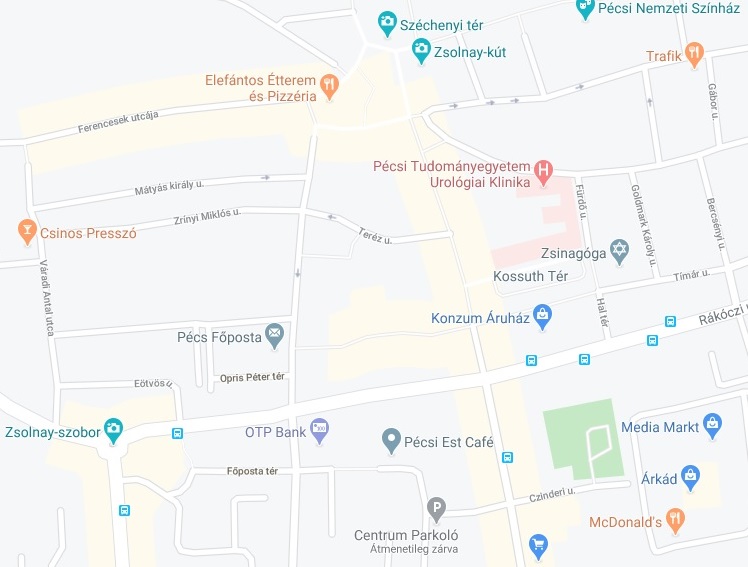 Pécsi Nemzeti Színház
Széchenyi tér
Zsolnay-kút
Trafik
Elefántos Étterem
és Pizzéria
Gábor u.
Ferencesek utcája
Pécsi Tudományegyetem
Urológiai Klinika
H
Mátyás király u.
Fürdő u.
Goldmark Károly u.
Bercsényi u.
Zrínyi Miklós u.
Csinos Presszó
Teréz u.
Zsinagóga
Kossuth Tér
Tímár u.
Váradi Antal utca
Hal tér
Konzum Áruház
Rákóczi
Pécs Főposta
Opris Péter tér
Eötvös u.
Zsolnay-szobor
OTP Bank
Media Markt
Pécsi Est Café
Főposta tér
Árkád
Czinderi u.
P
McDonald's
Centrum Parkoló
Átmenetileg zárva